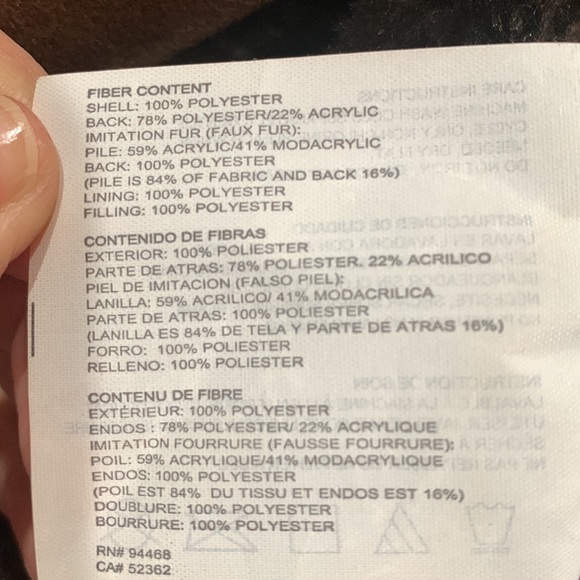 FIBER CONTENT
SHELL: 100% POLYESTER
BACK: 78% POLYESTER/22% ACRYLIC
IMITATION FUR (FAUX FUR):
PILE: 59% ACRYLIC/41% MODACRYLIC
BACK: 100% POLYESTER
(PILE IS 84% OF FABRIC AND BACK 16%)
LINING: 100% POLYESTER
FILLING: 100% POLYESTER
CONTENIDO DE FIBRAS
EXTERIOR: 100% POLIESTER
PARTE DE ATRAS: 78% POLIESTER. 22% ACRILICO
PIEL DE IMITACION (FALSO PIEL):
LANILLA: 59% ACRILICO/ 41% MODACRILICA
PARTE DE ATRAS: 100% POLIESTER
(LANILLA ES 84% DE TELA Y PARTE DE ATRAS 16%)
FORRO: 100% POLIESTER
RELLENO: 100% POLIESTER
CONTENU DE FIBRE
EXTÉRIEUR: 100% POLYESTER
ENDOS : 78% POLYESTER/ 22% ACRYLIQUE
IMITATION FOURRURE (FAUSSE FOURRURE):
POIL: 59% ACRYLIQUE/41% MODACRYLIQUE
ENDOS: 100% POLYESTER
(POIL EST 84% DU TISSU ET ENDOS EST 16%)
DOUBLURE: 100% POLYESTER
BOURRURE: 100% POLYESTER
RN# 94468
CA# 52362